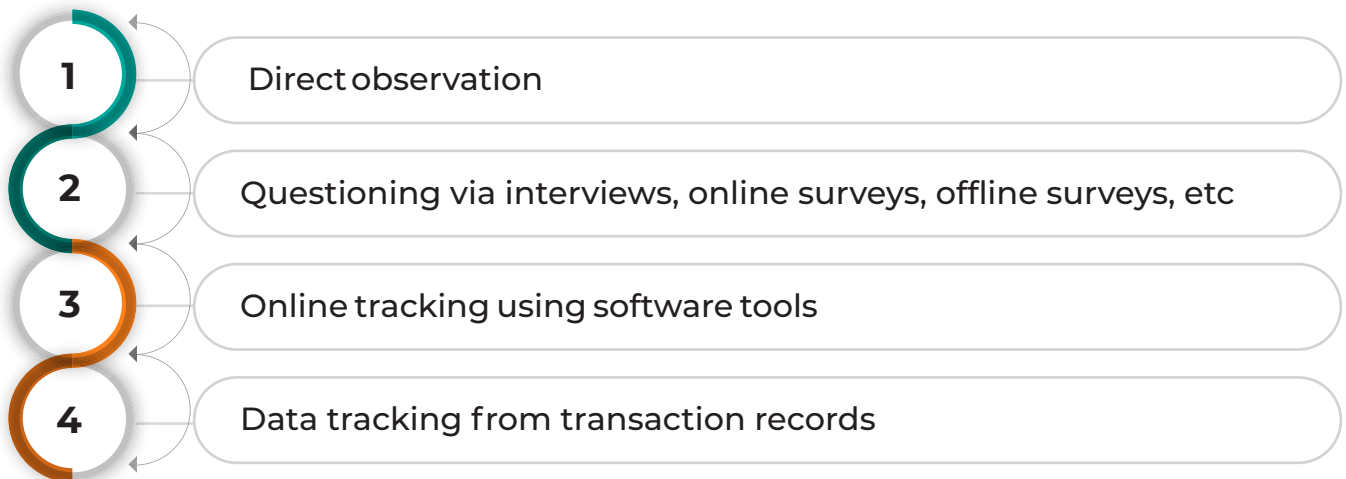 1
Direct observation
2
Questioning via interviews, online surveys, offline surveys, etc
3
Online tracking using software tools
4
Data tracking from transaction records